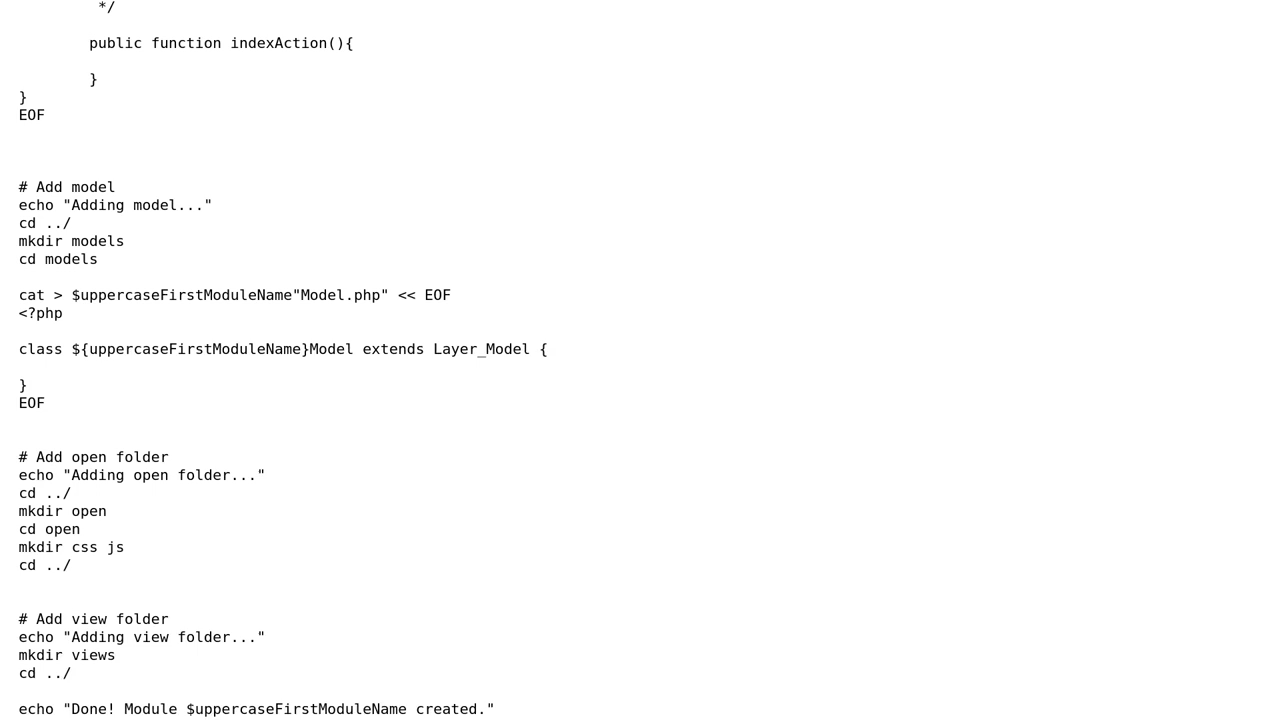 */

        public function indexAction(){

        }
}
EOF



# Add model
echo "Adding model..."
cd ../
mkdir models
cd models

cat > $uppercaseFirstModuleName"Model.php" << EOF
<?php

class ${uppercaseFirstModuleName}Model extends Layer_Model {

}
EOF


# Add open folder
echo "Adding open folder..."
cd ../
mkdir open
cd open
mkdir css js
cd ../


# Add view folder
echo "Adding view folder..."
mkdir views
cd ../

echo "Done! Module $uppercaseFirstModuleName created."